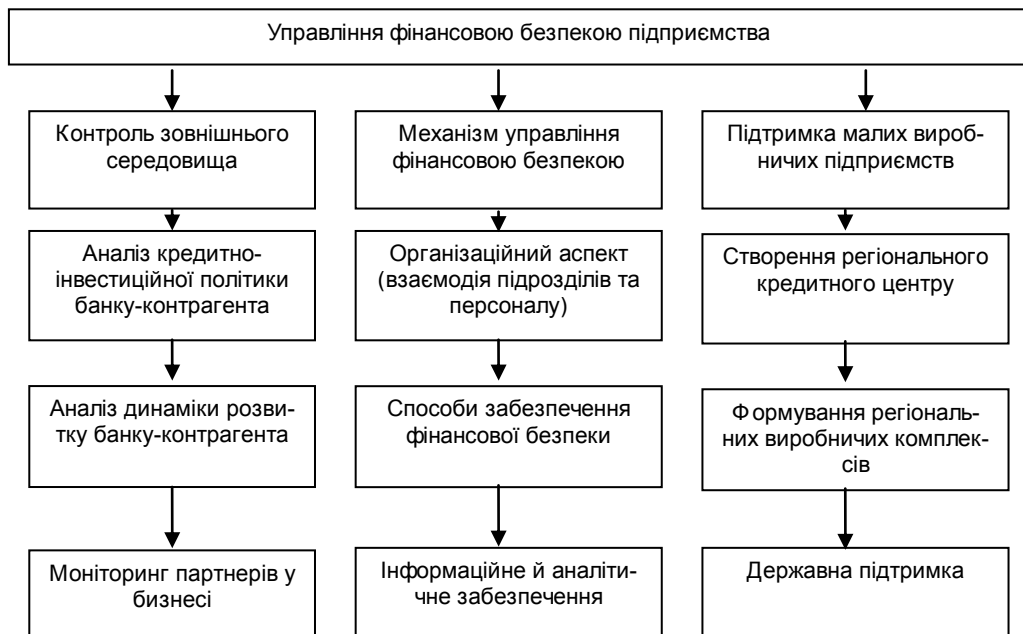 Управління фінансовою безпекою підприємства
Контроль зовнішнього
середовища
Механізм управління
фінансовою безпекою
Підтримка малих вироб-
ничих підприємств
Аналіз кредитно-
інвестиційної політики
банку-контрагента
Організаційний аспект
(взаємодія підрозділів та
персоналу)
Створення регіонального
кредитного центру
Аналіз динаміки розви-
тку банку-контрагента
Способи забезпечення
фінансової безпеки
Формування регіональ-
них виробничих комплек-
сів
Моніторинг партнерів у
бизнесі
Інформаційне й аналіти-
чне забезпечення
Державна підтримка